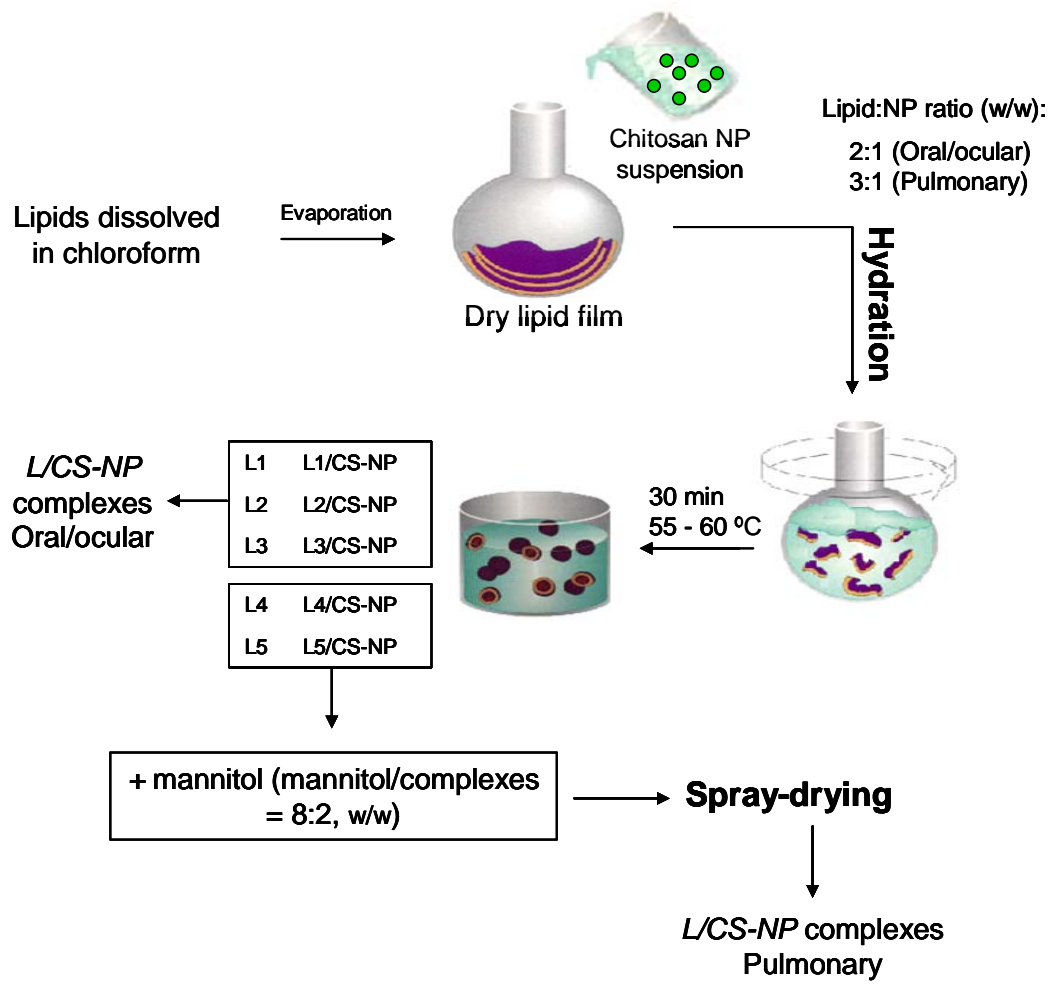 Chitosan NP
suspension
Lipid:NP ratio (w/w):
2:1 (Oral/ocular)
3:1 (Pulmonary)
Lipids dissolved
in chloroform
Evaporation
Dry lipid film
Hydration
30 min
55 - 60 ºC
L/CS-NP
complexes
Oral/ocular
L1 L1/CS-NP
L2 L2/CS-NP
L3 L3/CS-NP
L4 L4/CS-NP
L5 L5/CS-NP
+ mannitol (mannitol/complexes
= 8:2, w/w)
Spray-drying
L/CS-NP complexes
Pulmonary